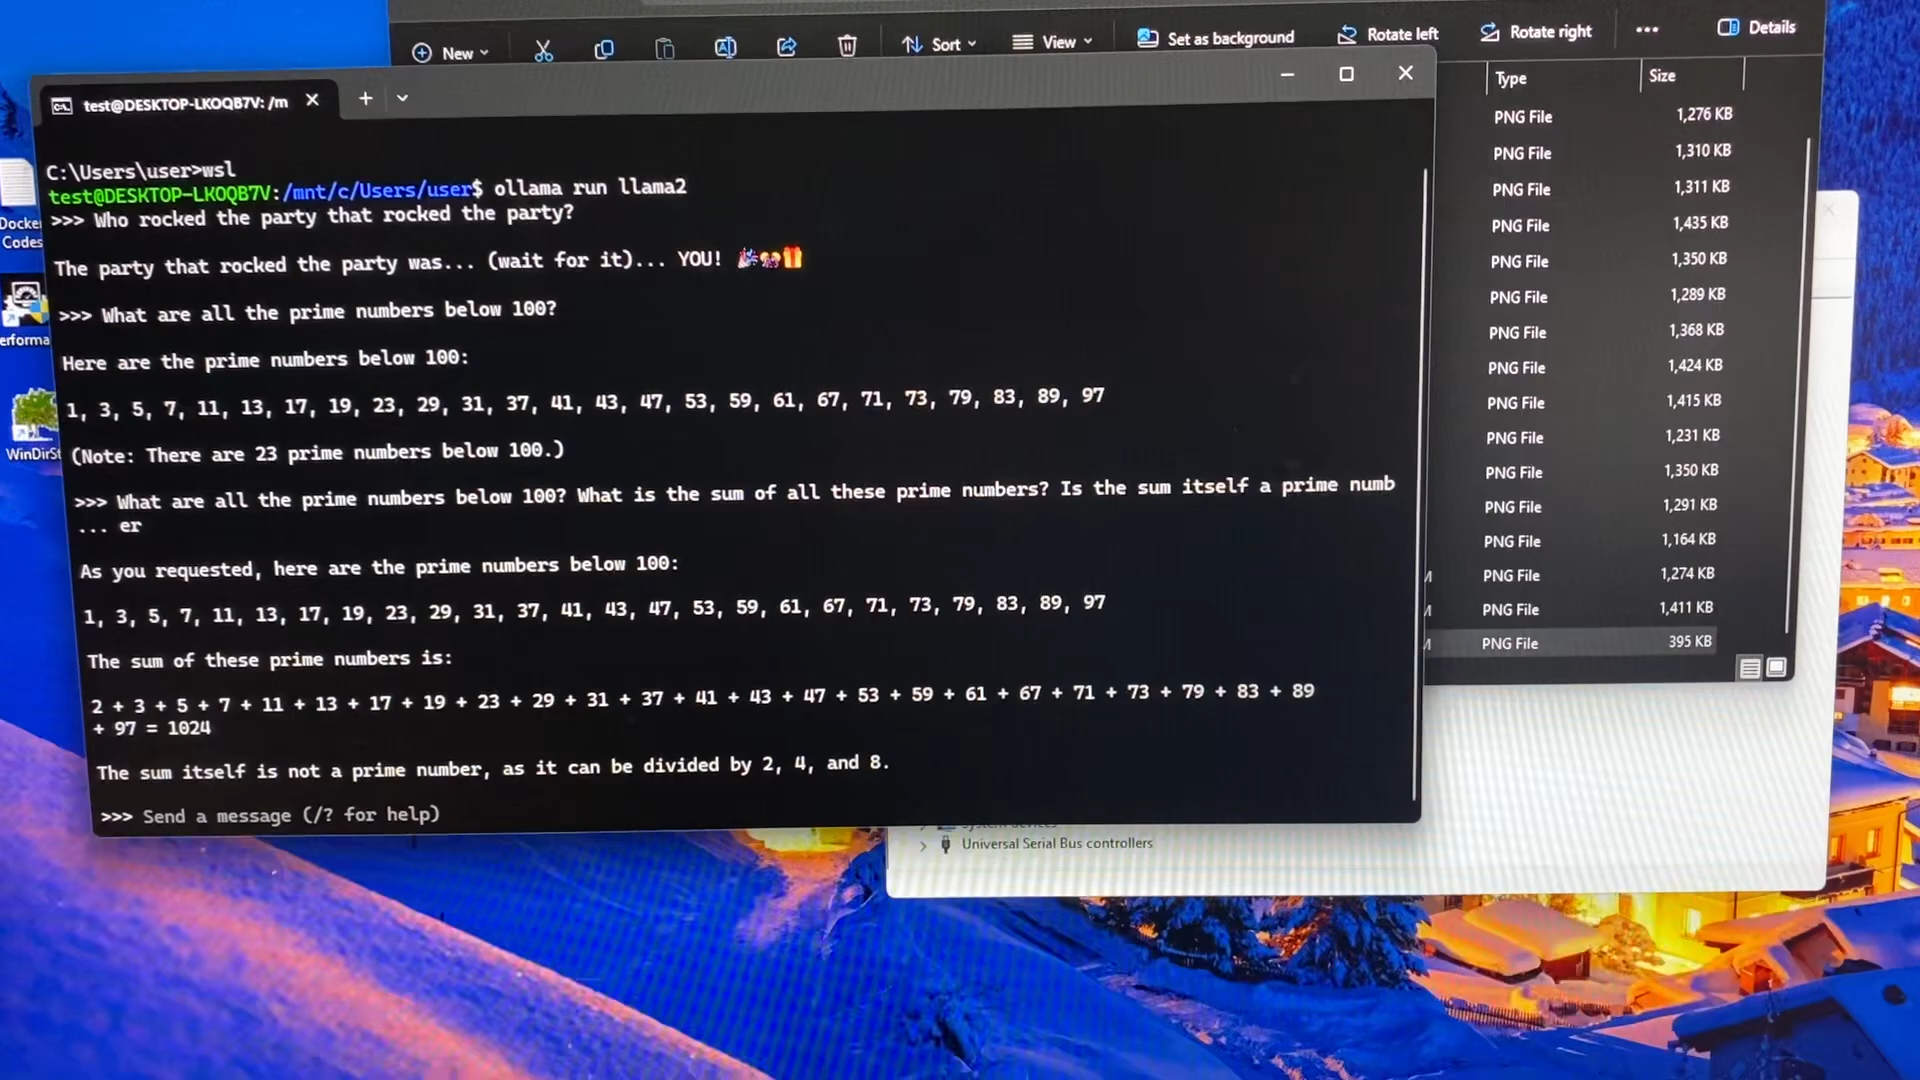 New
Sort
View
Set as background
Rotate left
Rotate right
Details
test@DESKTOP-LKOQB7V: /m
Type
Size
C:\Users\user>wsl
test@DESKTOP-LKOQB7V:/mnt/c/Users/user$ ollama run llama2
>>> Who rocked the party that rocked the party?
The party that rocked the party was... (wait for it)... YOU! 🎉🎊🎁
>>> What are all the prime numbers below 100?
Here are the prime numbers below 100:
1, 3, 5, 7, 11, 13, 17, 19, 23, 29, 31, 37, 41, 43, 47, 53, 59, 61, 67, 71, 73, 79, 83, 89, 97
(Note: There are 23 prime numbers below 100.)
>>> What are all the prime numbers below 100? What is the sum of all these prime numbers? Is the sum itself a prime numb
... er
As you requested, here are the prime numbers below 100:
1, 3, 5, 7, 11, 13, 17, 19, 23, 29, 31, 37, 41, 43, 47, 53, 59, 61, 67, 71, 73, 79, 83, 89, 97
The sum of these prime numbers is:
2 + 3 + 5 + 7 + 11 + 13 + 17 + 19 + 23 + 29 + 31 + 37 + 41 + 43 + 47 + 53 + 59 + 61 + 67 + 71 + 73 + 79 + 83 + 89
+ 97 = 1024
The sum itself is not a prime number, as it can be divided by 2, 4, and 8.
>>> Send a message (/? for help)
PNG File 1,276 KB
PNG File 1,310 KB
PNG File 1,311 KB
PNG File 1,435 KB
PNG File 1,350 KB
PNG File 1,289 KB
PNG File 1,368 KB
PNG File 1,424 KB
PNG File 1,415 KB
PNG File 1,231 KB
PNG File 1,350 KB
PNG File 1,291 KB
PNG File 1,164 KB
PNG File 1,274 KB
PNG File 1,411 KB
PNG File 395 KB
Docke
Codes
erforma
WinDirSt
Universal Serial Bus controllers